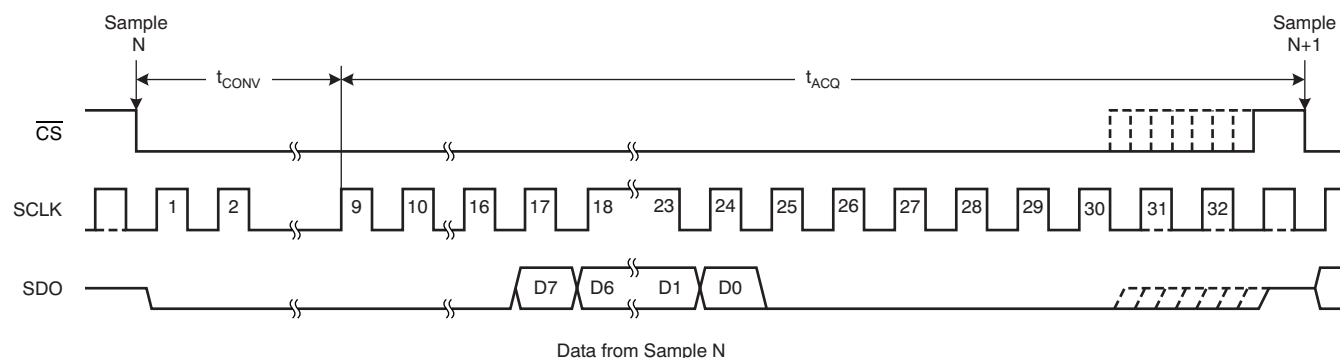 Sample
N
Sample
N+1
tCONV
tACQ
CS
SCLK
1 2 9 10 16 17 18 23 24 25 26 27 28 29 30 31 32
SDO
D7 D6 D1 D0
Data from Sample N